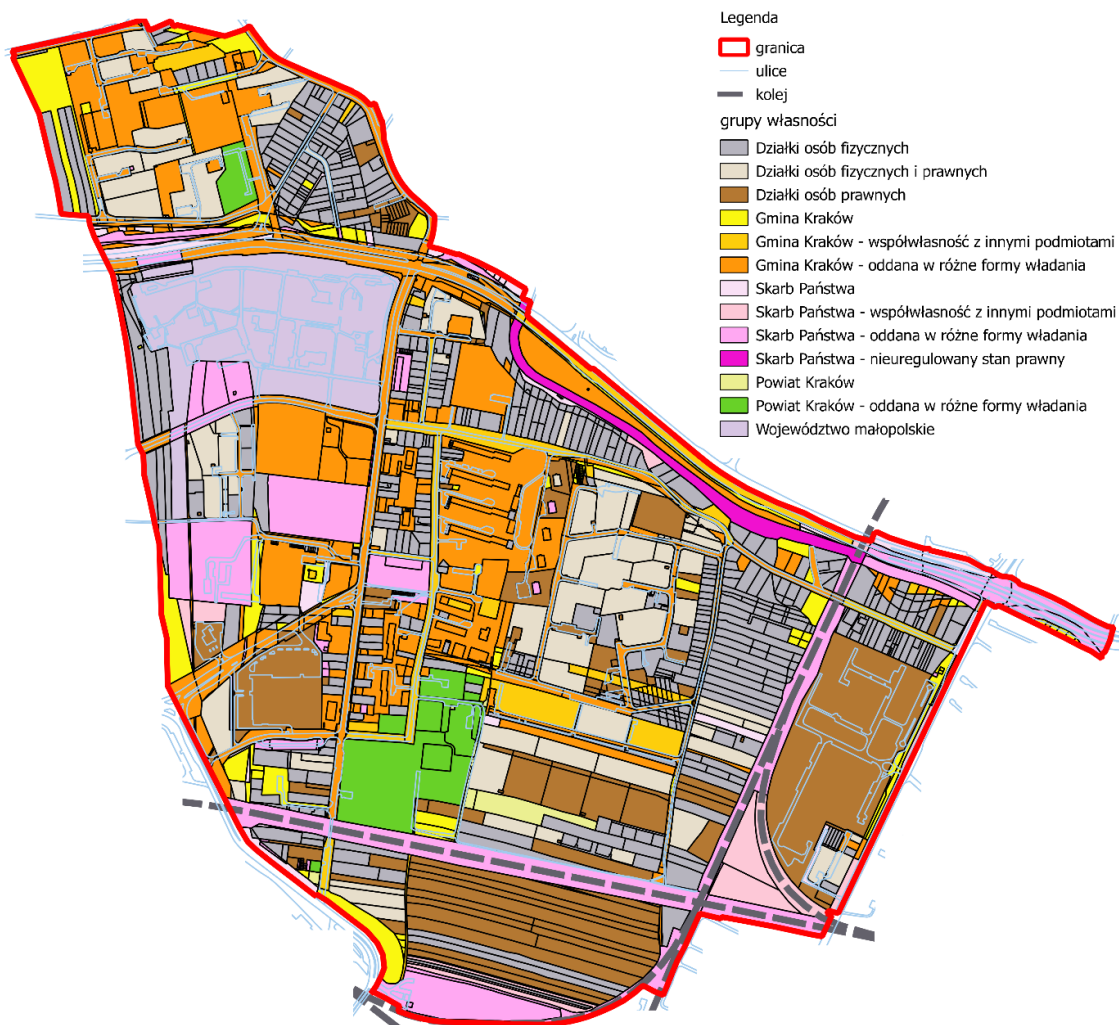 Legenda
granica
ulice
kolej
grupy własności
Działki osób fizycznych
Działki osób fizycznych i prawnych
Działki osób prawnych
Gmina Kraków
Gmina Kraków - współwłasność z innymi podmiotami
Gmina Kraków - oddana w różne formy władania
Skarb Państwa
Skarb Państwa - współwłasność z innymi podmiotami
Skarb Państwa - oddana w różne formy władania
Skarb Państwa - nieuregulowany stan prawny
Powiat Kraków
Powiat Kraków - oddana w różne formy władania
Województwo małopolskie